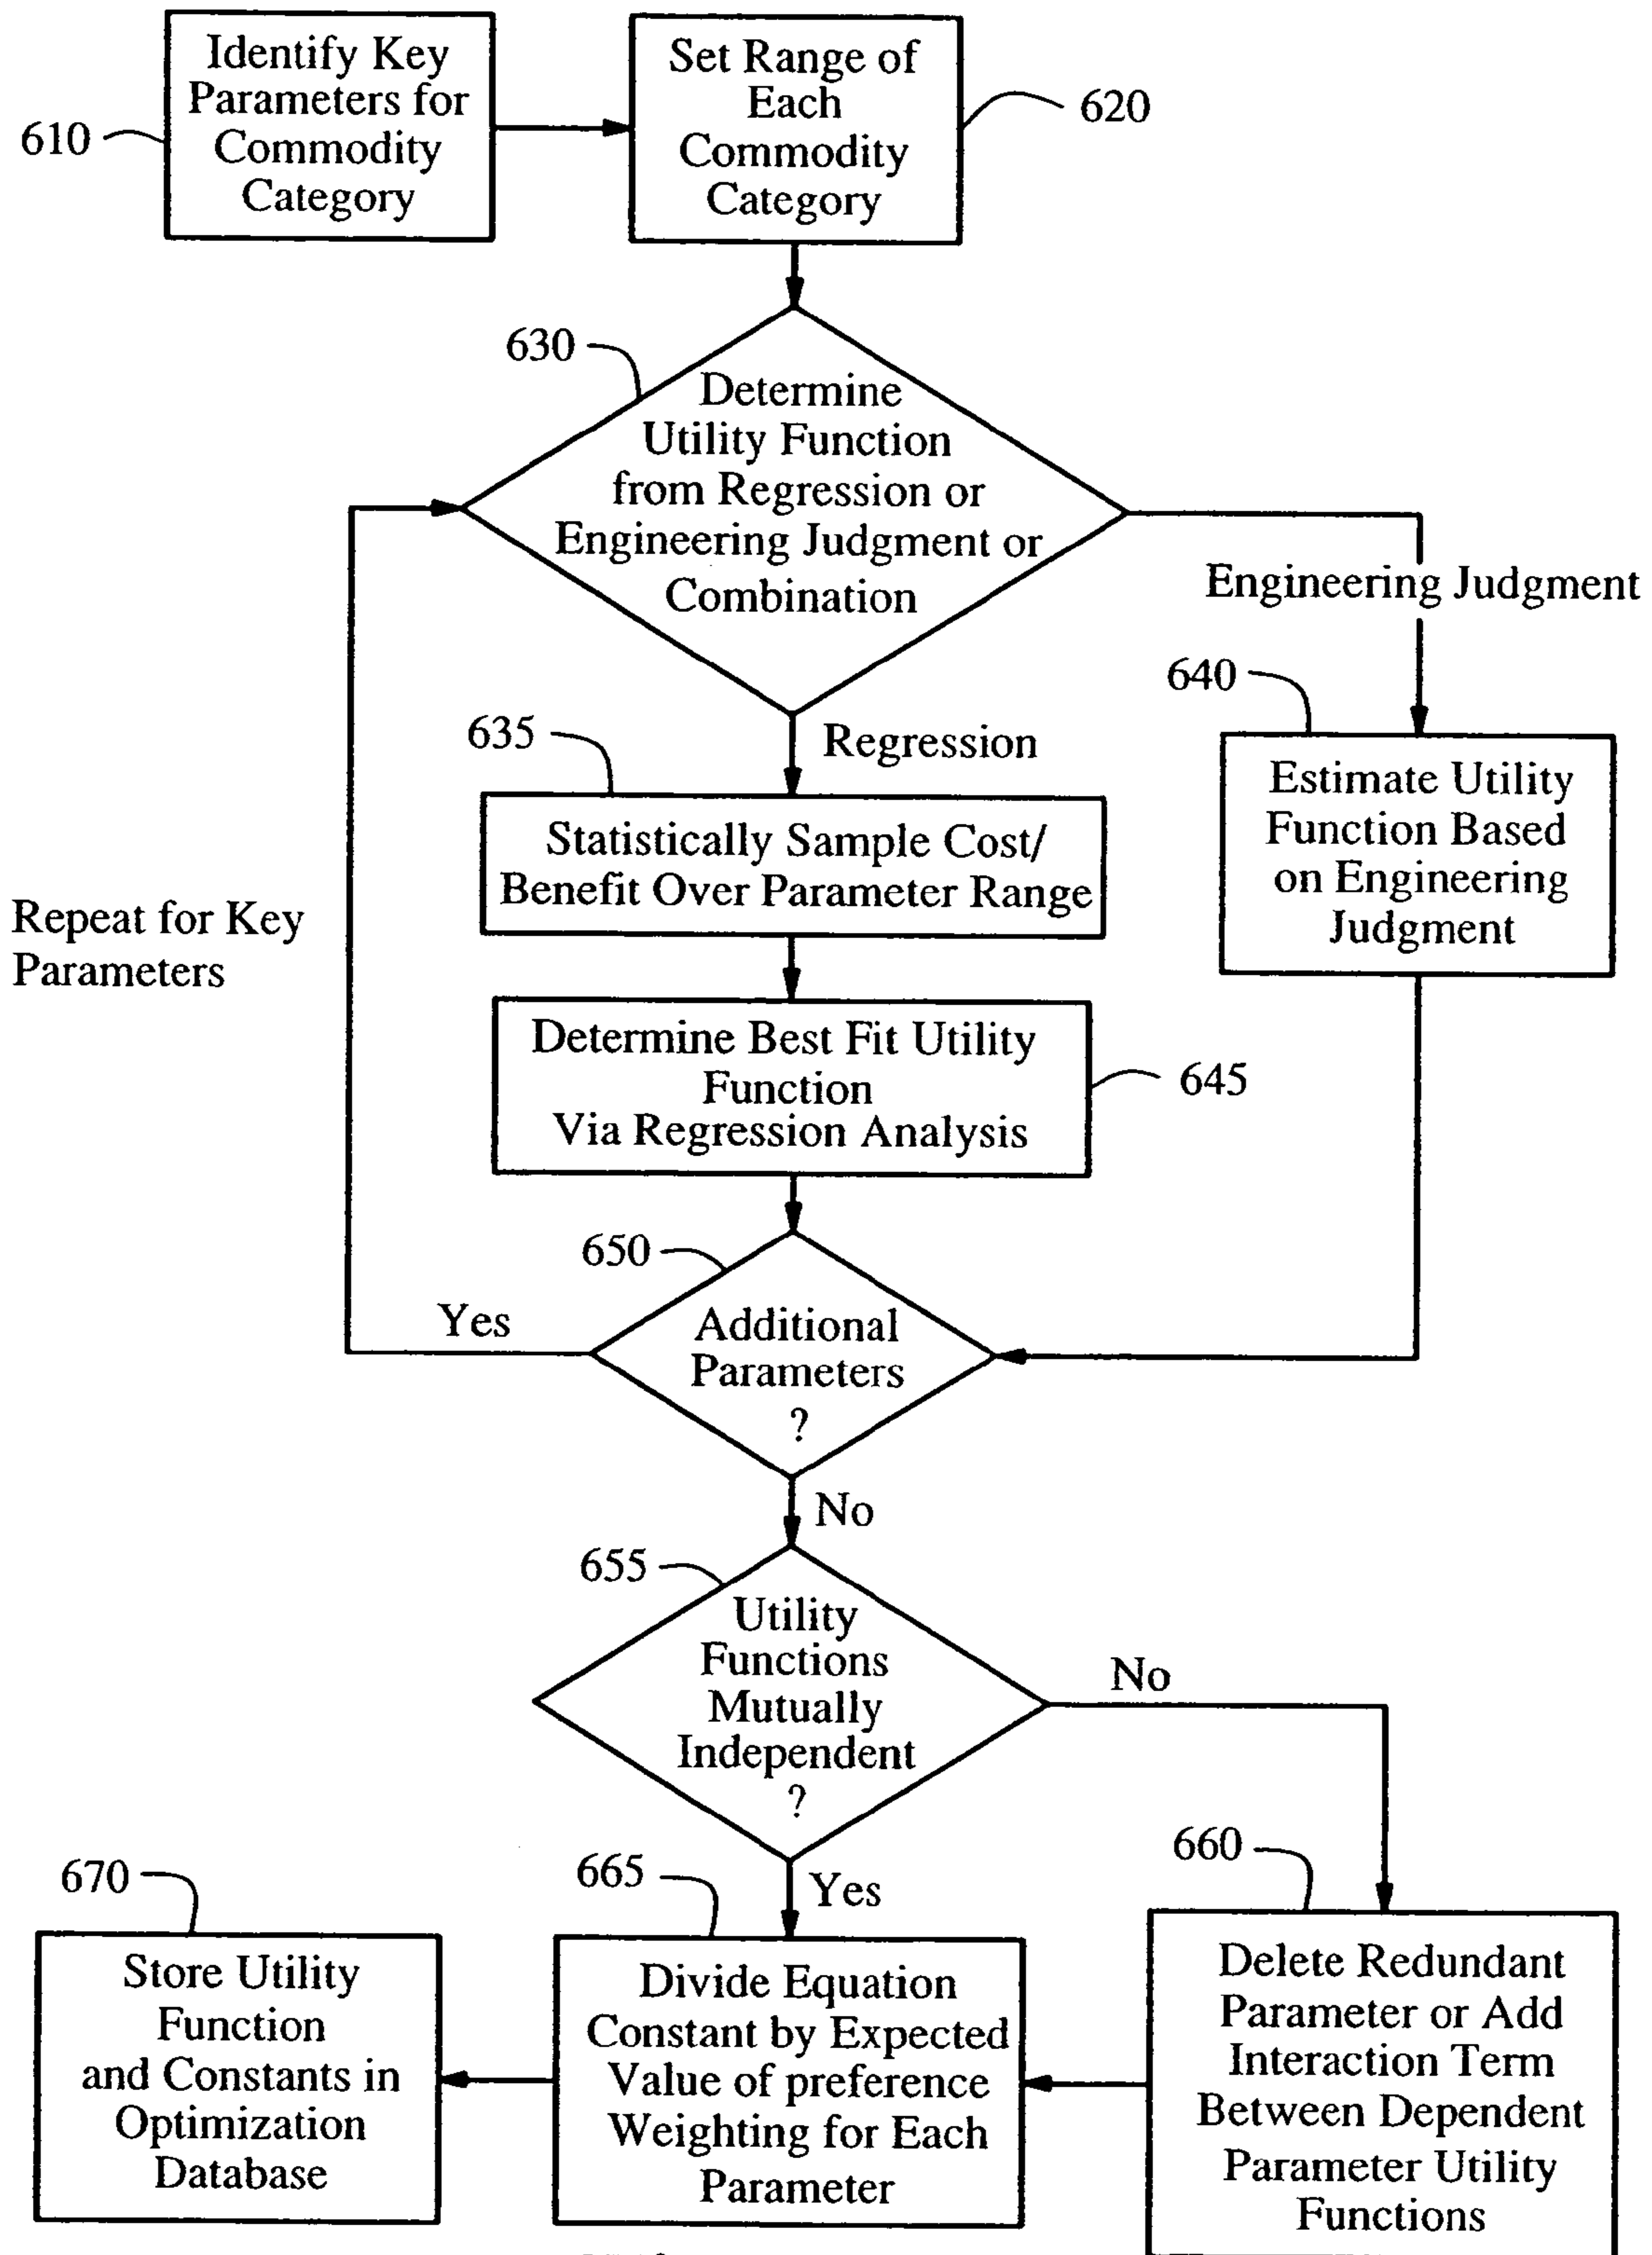 Identify Key
Parameters for
Commodity
Category
610
Set Range of
Each
Commodity
Category
620
630
Determine
Utility Function
from Regression or
Engineering Judgment or
Combination
Engineering Judgment
640
Estimate Utility
Function Based
on Engineering
Judgment
635
Regression
Statistically Sample Cost/
Benefit Over Parameter Range
Repeat for Key
Parameters
Determine Best Fit Utility
Function
Via Regression Analysis
645
650
Yes
Additional
Parameters
?
No
655
Utility
Functions
Mutually
Independent
?
No
Yes
660
Delete Redundant
Parameter or Add
Interaction Term
Between Dependent
Parameter Utility
Functions
665
Divide Equation
Constant by Expected
Value of preference
Weighting for Each
Parameter
670
Store Utility
Function
and Constants in
Optimization
Database